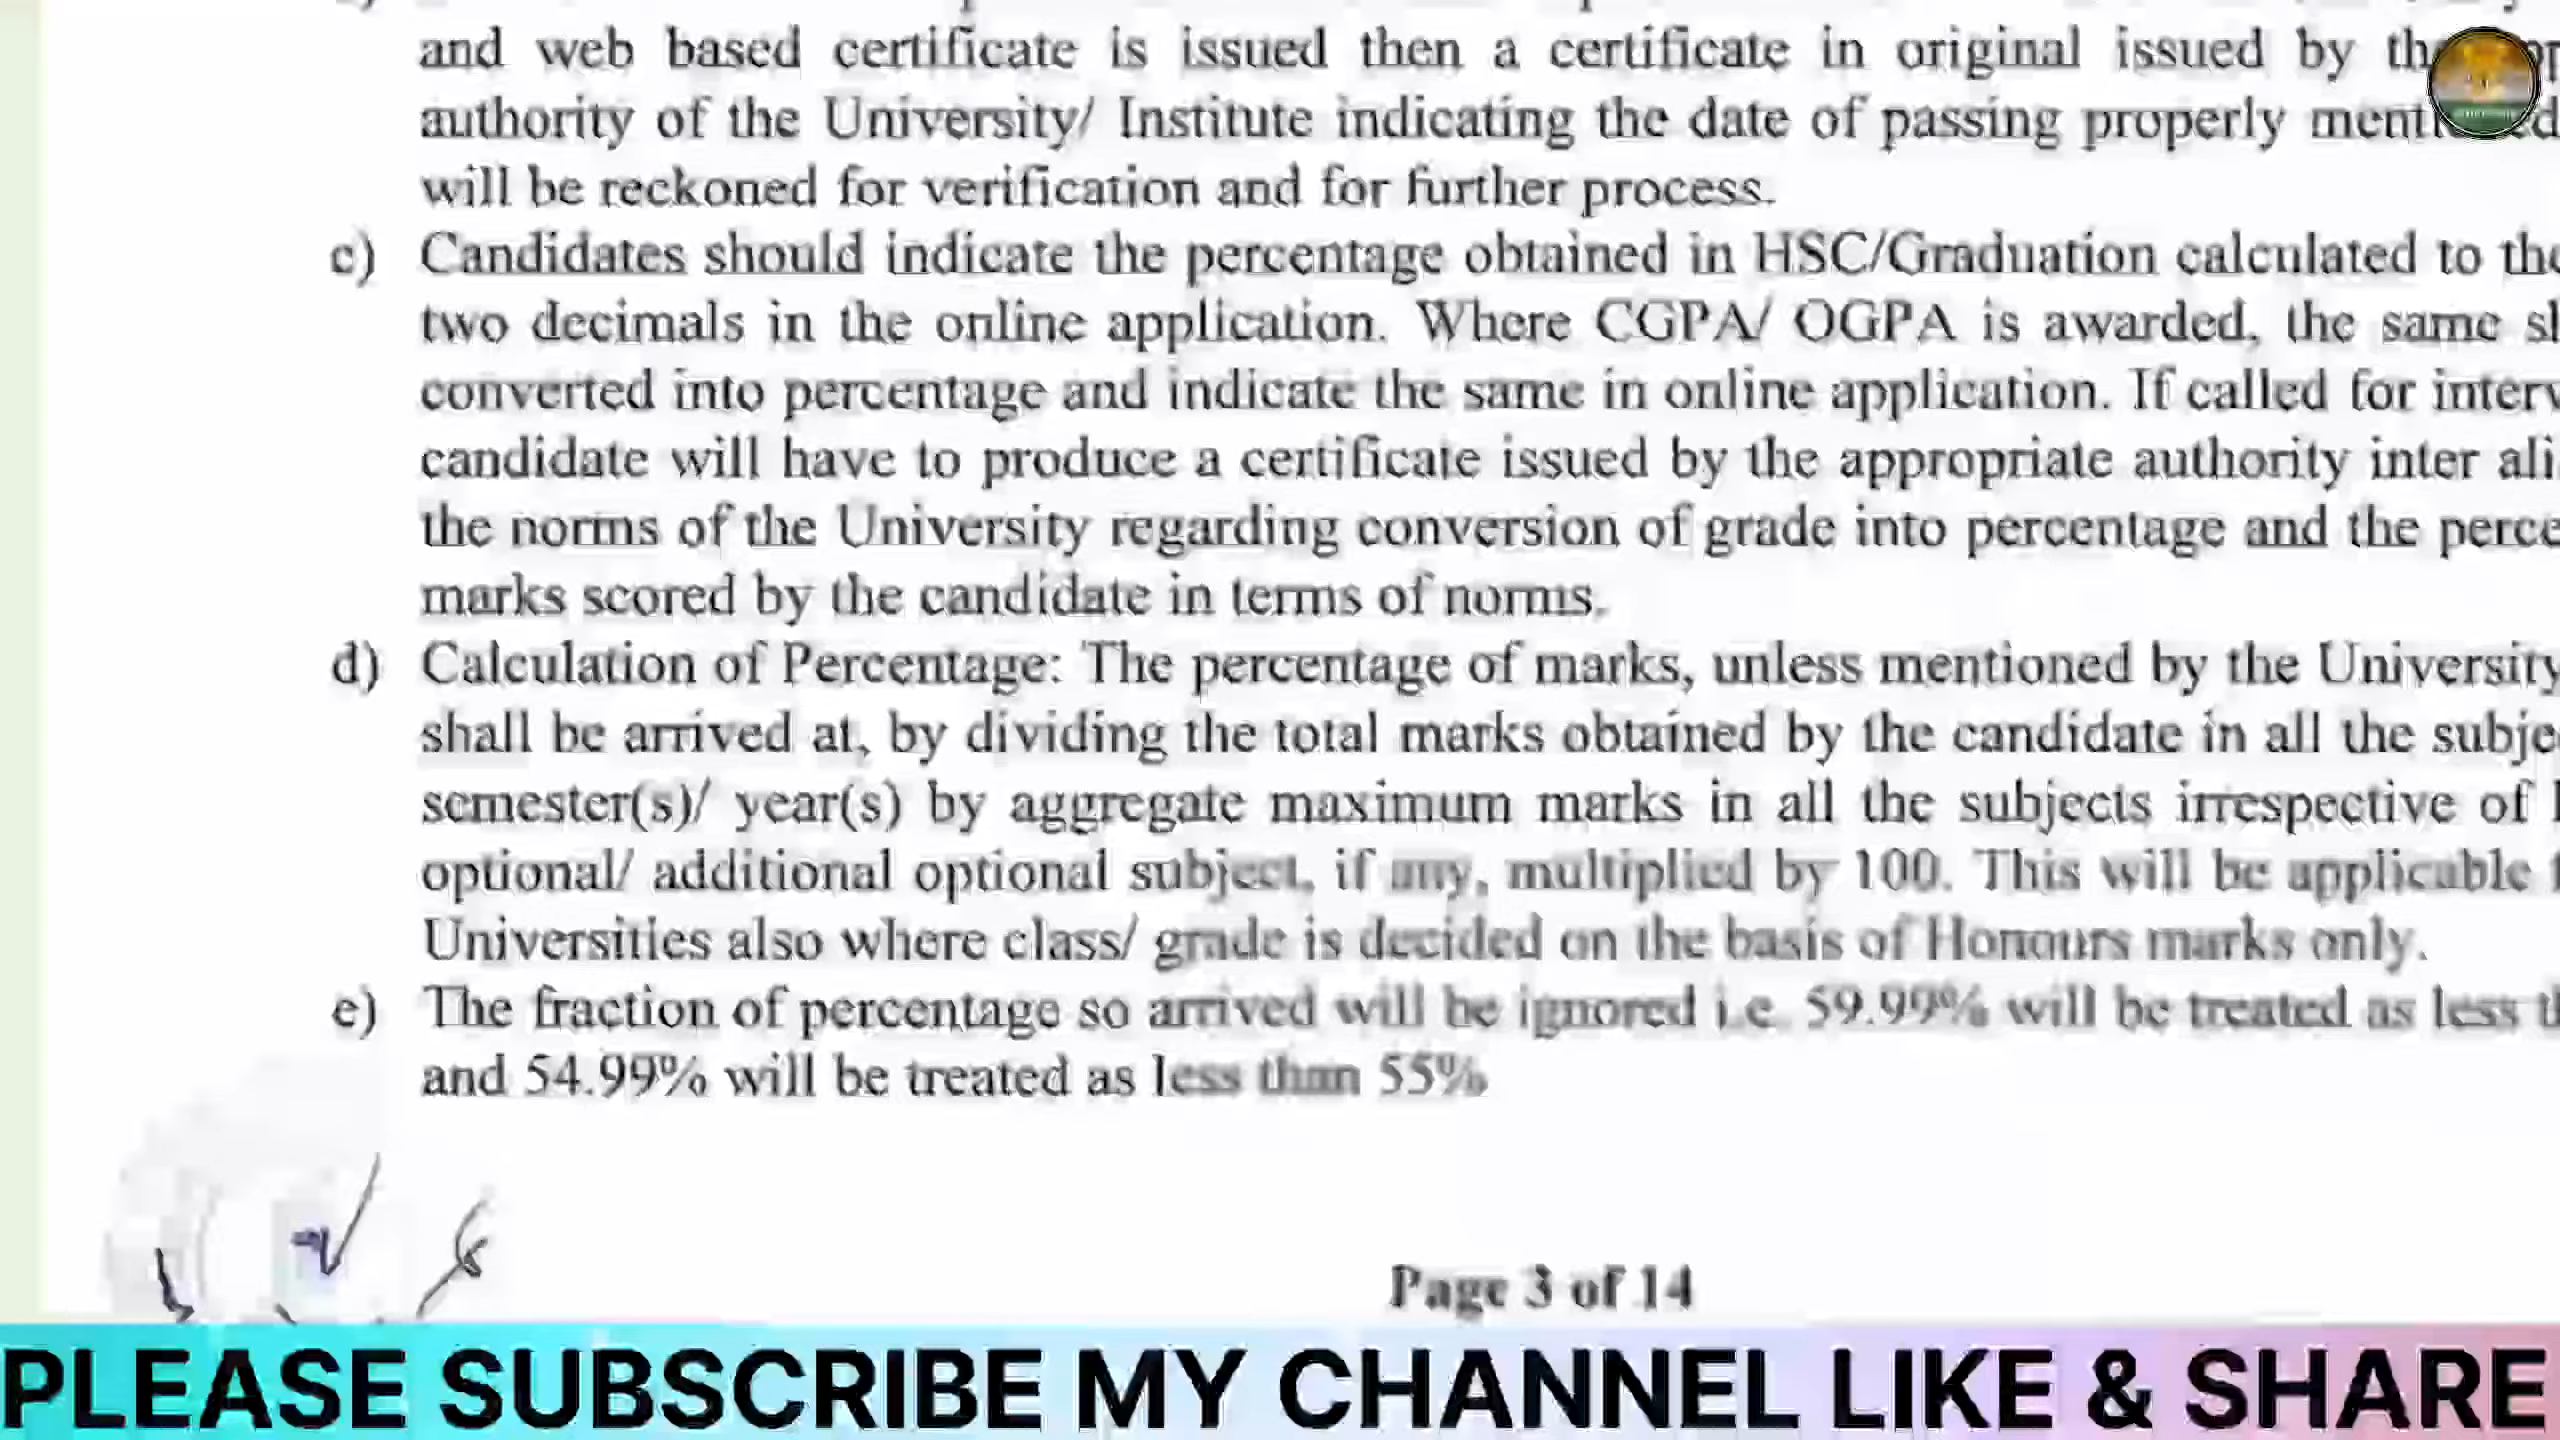 and web based certificate is issued then a certificate in original issued by the
authority of the University/ Institute indicating the date of passing properly
will be reckoned for verification and for further process.
c) Candidates should indicate the percentage obtained in HSC/Graduation calculated to the
two decimals in the online application. Where CGPA/ OGPA is awarded, the same
converted into percentage and indicate the same in online application. If called for
candidate will have to produce a certificate issued by the appropriate authority inter
the norms of the University regarding conversion of grade into percentage and the
marks scored by the candidate in terms of norms.
d) Calculation of Percentage: The percentage of marks, unless mentioned by the University
shall be arrived at, by dividing the total marks obtained by the candidate in all the
semester(s)/ year(s) by aggregate maximum marks in all the subjects irrespective of
optional/ additional optional subject, if any, multiplied by 100. This will be applicable
Universities also where class/ grade is decided on the basis of Honours marks only.
e) The fraction of percentage so arrived will be ignored i.e. 59.99% will be treated as less
and 54.99% will be treated as less than 55%
Page 3 of 14
PLEASE SUBSCRIBE MY CHANNEL LIKE & SHARE